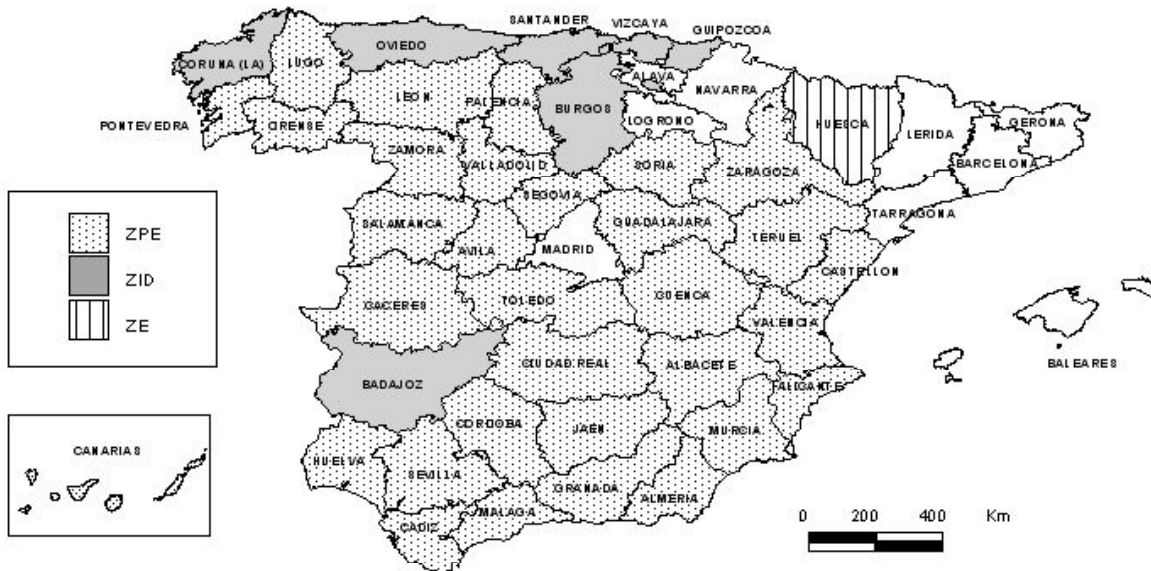 SANTANDER
VIZCAYA
GUIPOZCOA
OVIEDO
CORUNA (LA)
LUGO
ALAVA
NAVARRA
LEON
PALENCIA
BURGOS
LOGRONO
HUESCA
LERIDA
GERONA
PONTEVEDRA
ORENSE
ZAMORA
VALLADOLID
SORIA
ZARAGOZA
BARCELONA
SEGOVIA
TARRAGONA
SALAMANCA
AVILA
MADRID
GUADALAJARA
TERUEL
CASTELLON
CACERES
TOLEDO
CUENCA
VALENCIA
BALEARES
BADAJOZ
CIUDAD REAL
ALBACETE
ALICANTE
CORDOBA
JAEN
MURCIA
HUELVA
SEVILLA
GRANADA
ALMERIA
MALAGA
CADIZ
ZPE
ZID
ZE
CANARIAS
0 200 400 Km